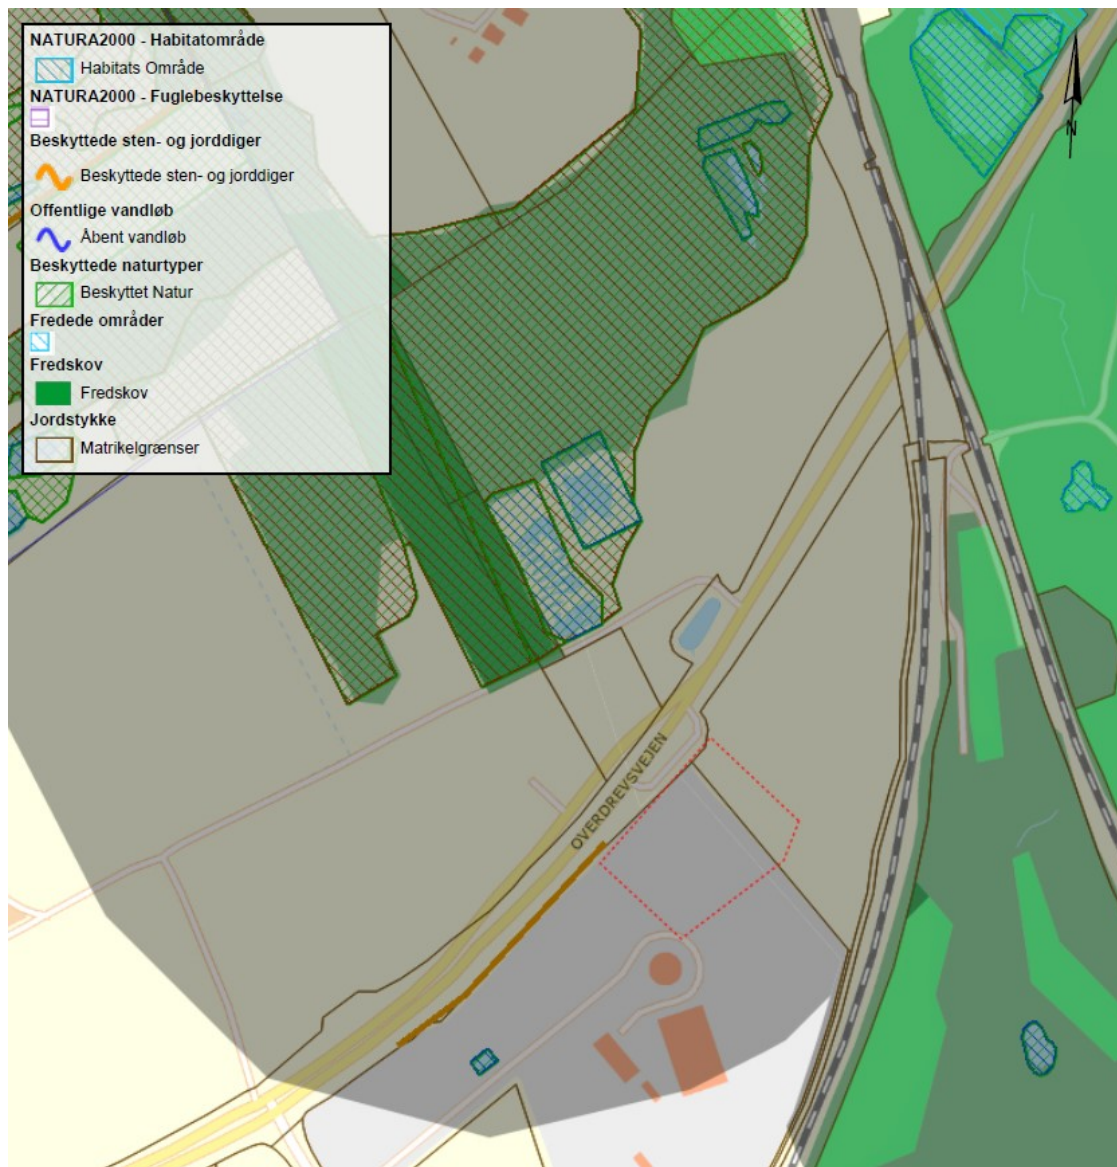 NATURA2000 - Habitatområde
Habitats Område
NATURA2000 - Fuglebeskyttelse
Beskyttede sten- og jorddiger
Beskyttede sten- og jorddiger
Offentlige vandløb
Åbent vandløb
Beskyttede naturtyper
Beskyttet Natur
Fredede områder
Fredskov
Fredskov
Jordstykke
Matrikelgrænser
N
OVERDREVSVEJEN